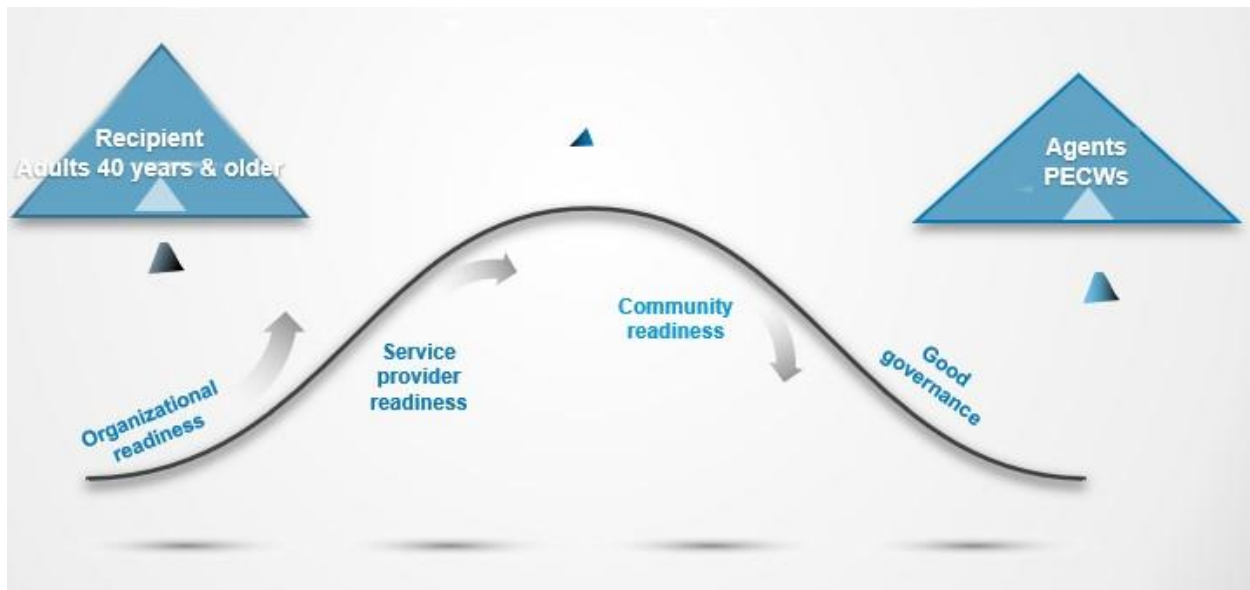 Recipient
Adults 40 years & older
Agents
PECWs
Organizational
readiness
Service
provider
readiness
Community
readiness
Good
governance